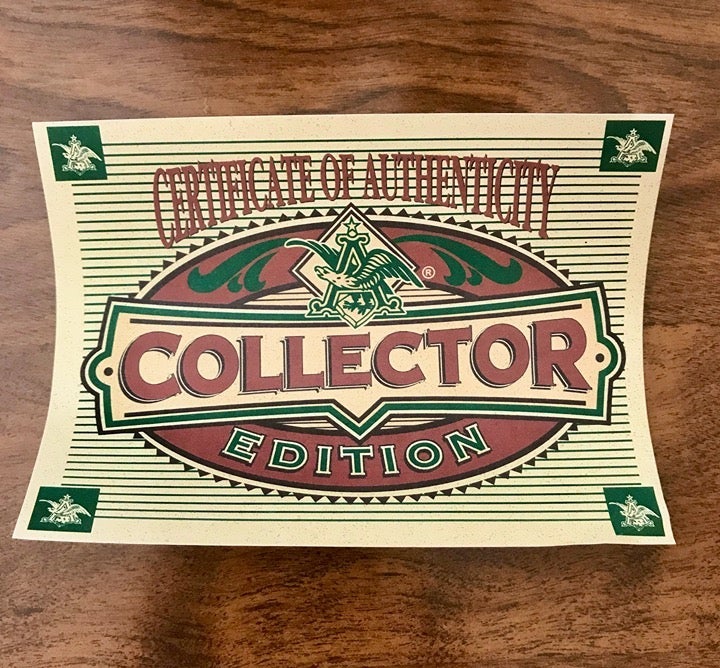 CERTIFICATE OF AUTHENTICITY
A
®
COLLECTOR
EDITION